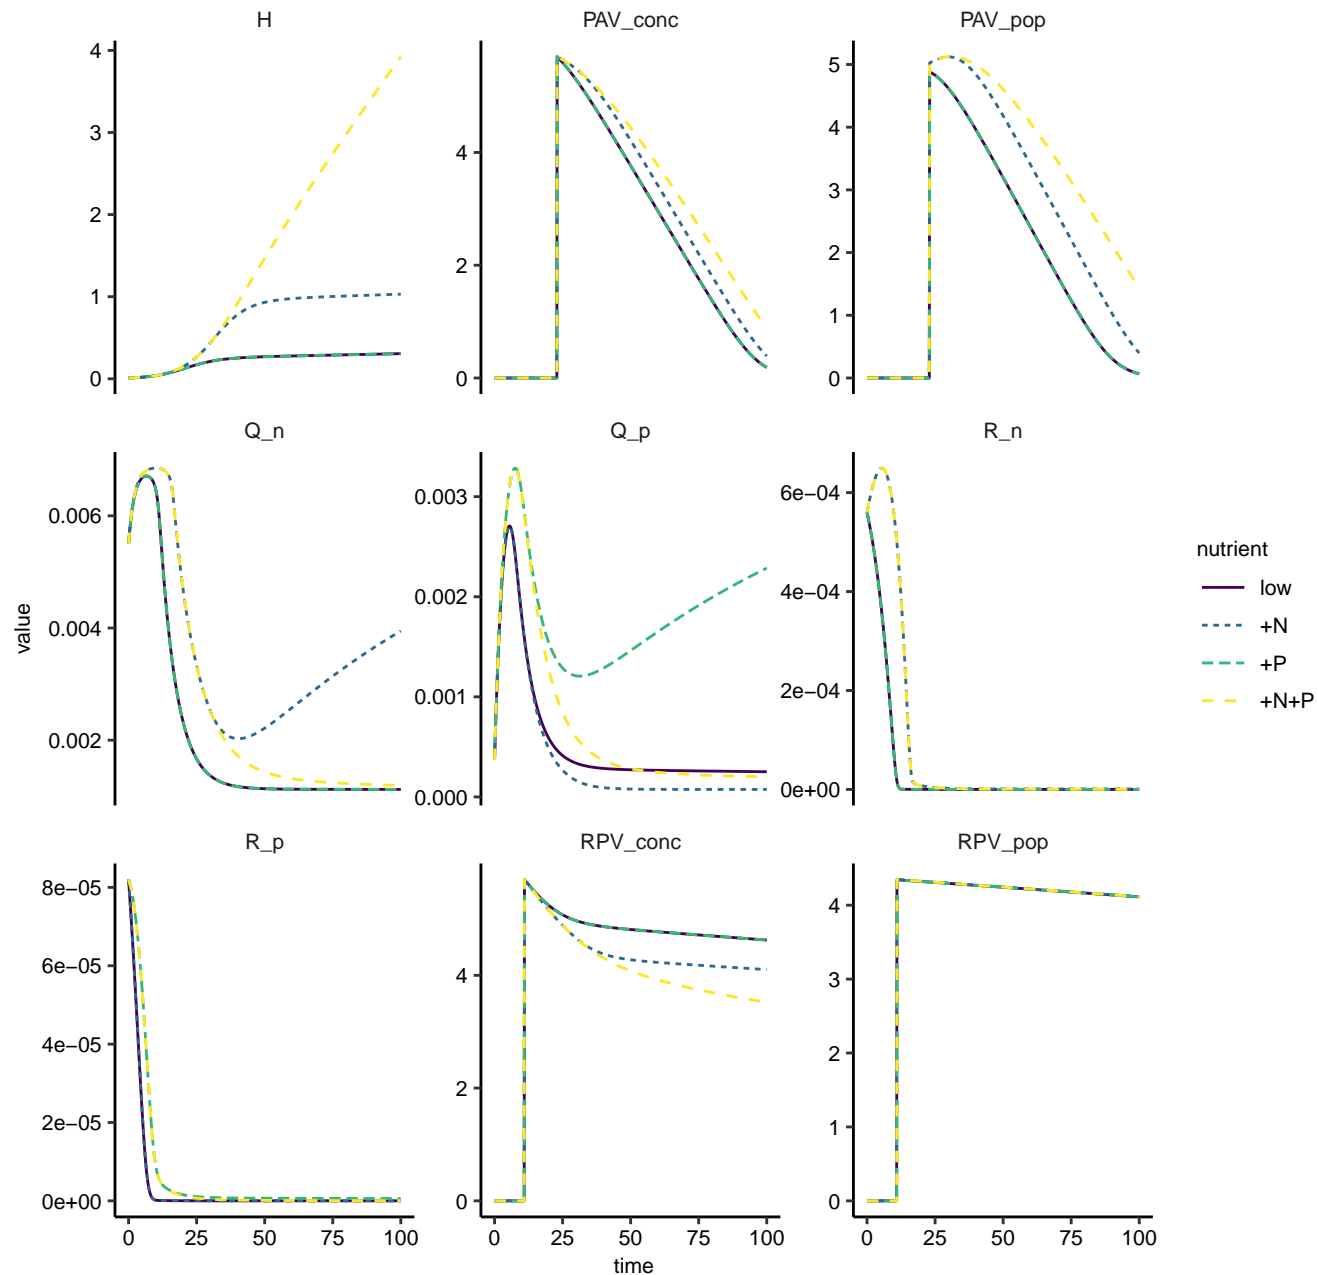 H
PAV_conc
PAV_pop
4
3
2
1
0
4
2
0
5
4
3
2
1
0
Q_n
Q_p
R_n
0.006
0.004
0.002
0.003
0.002
0.001
0.000
6e−04
4e−04
2e−04
0e+00
value
nutrient
low
+N
+P
+N+P
R_p
RPV_conc
RPV_pop
8e−05
6e−05
4e−05
2e−05
0e+00
4
2
0
4
3
2
1
0
0 25 50 75 100
0 25 50 75 100
0 25 50 75 100
time